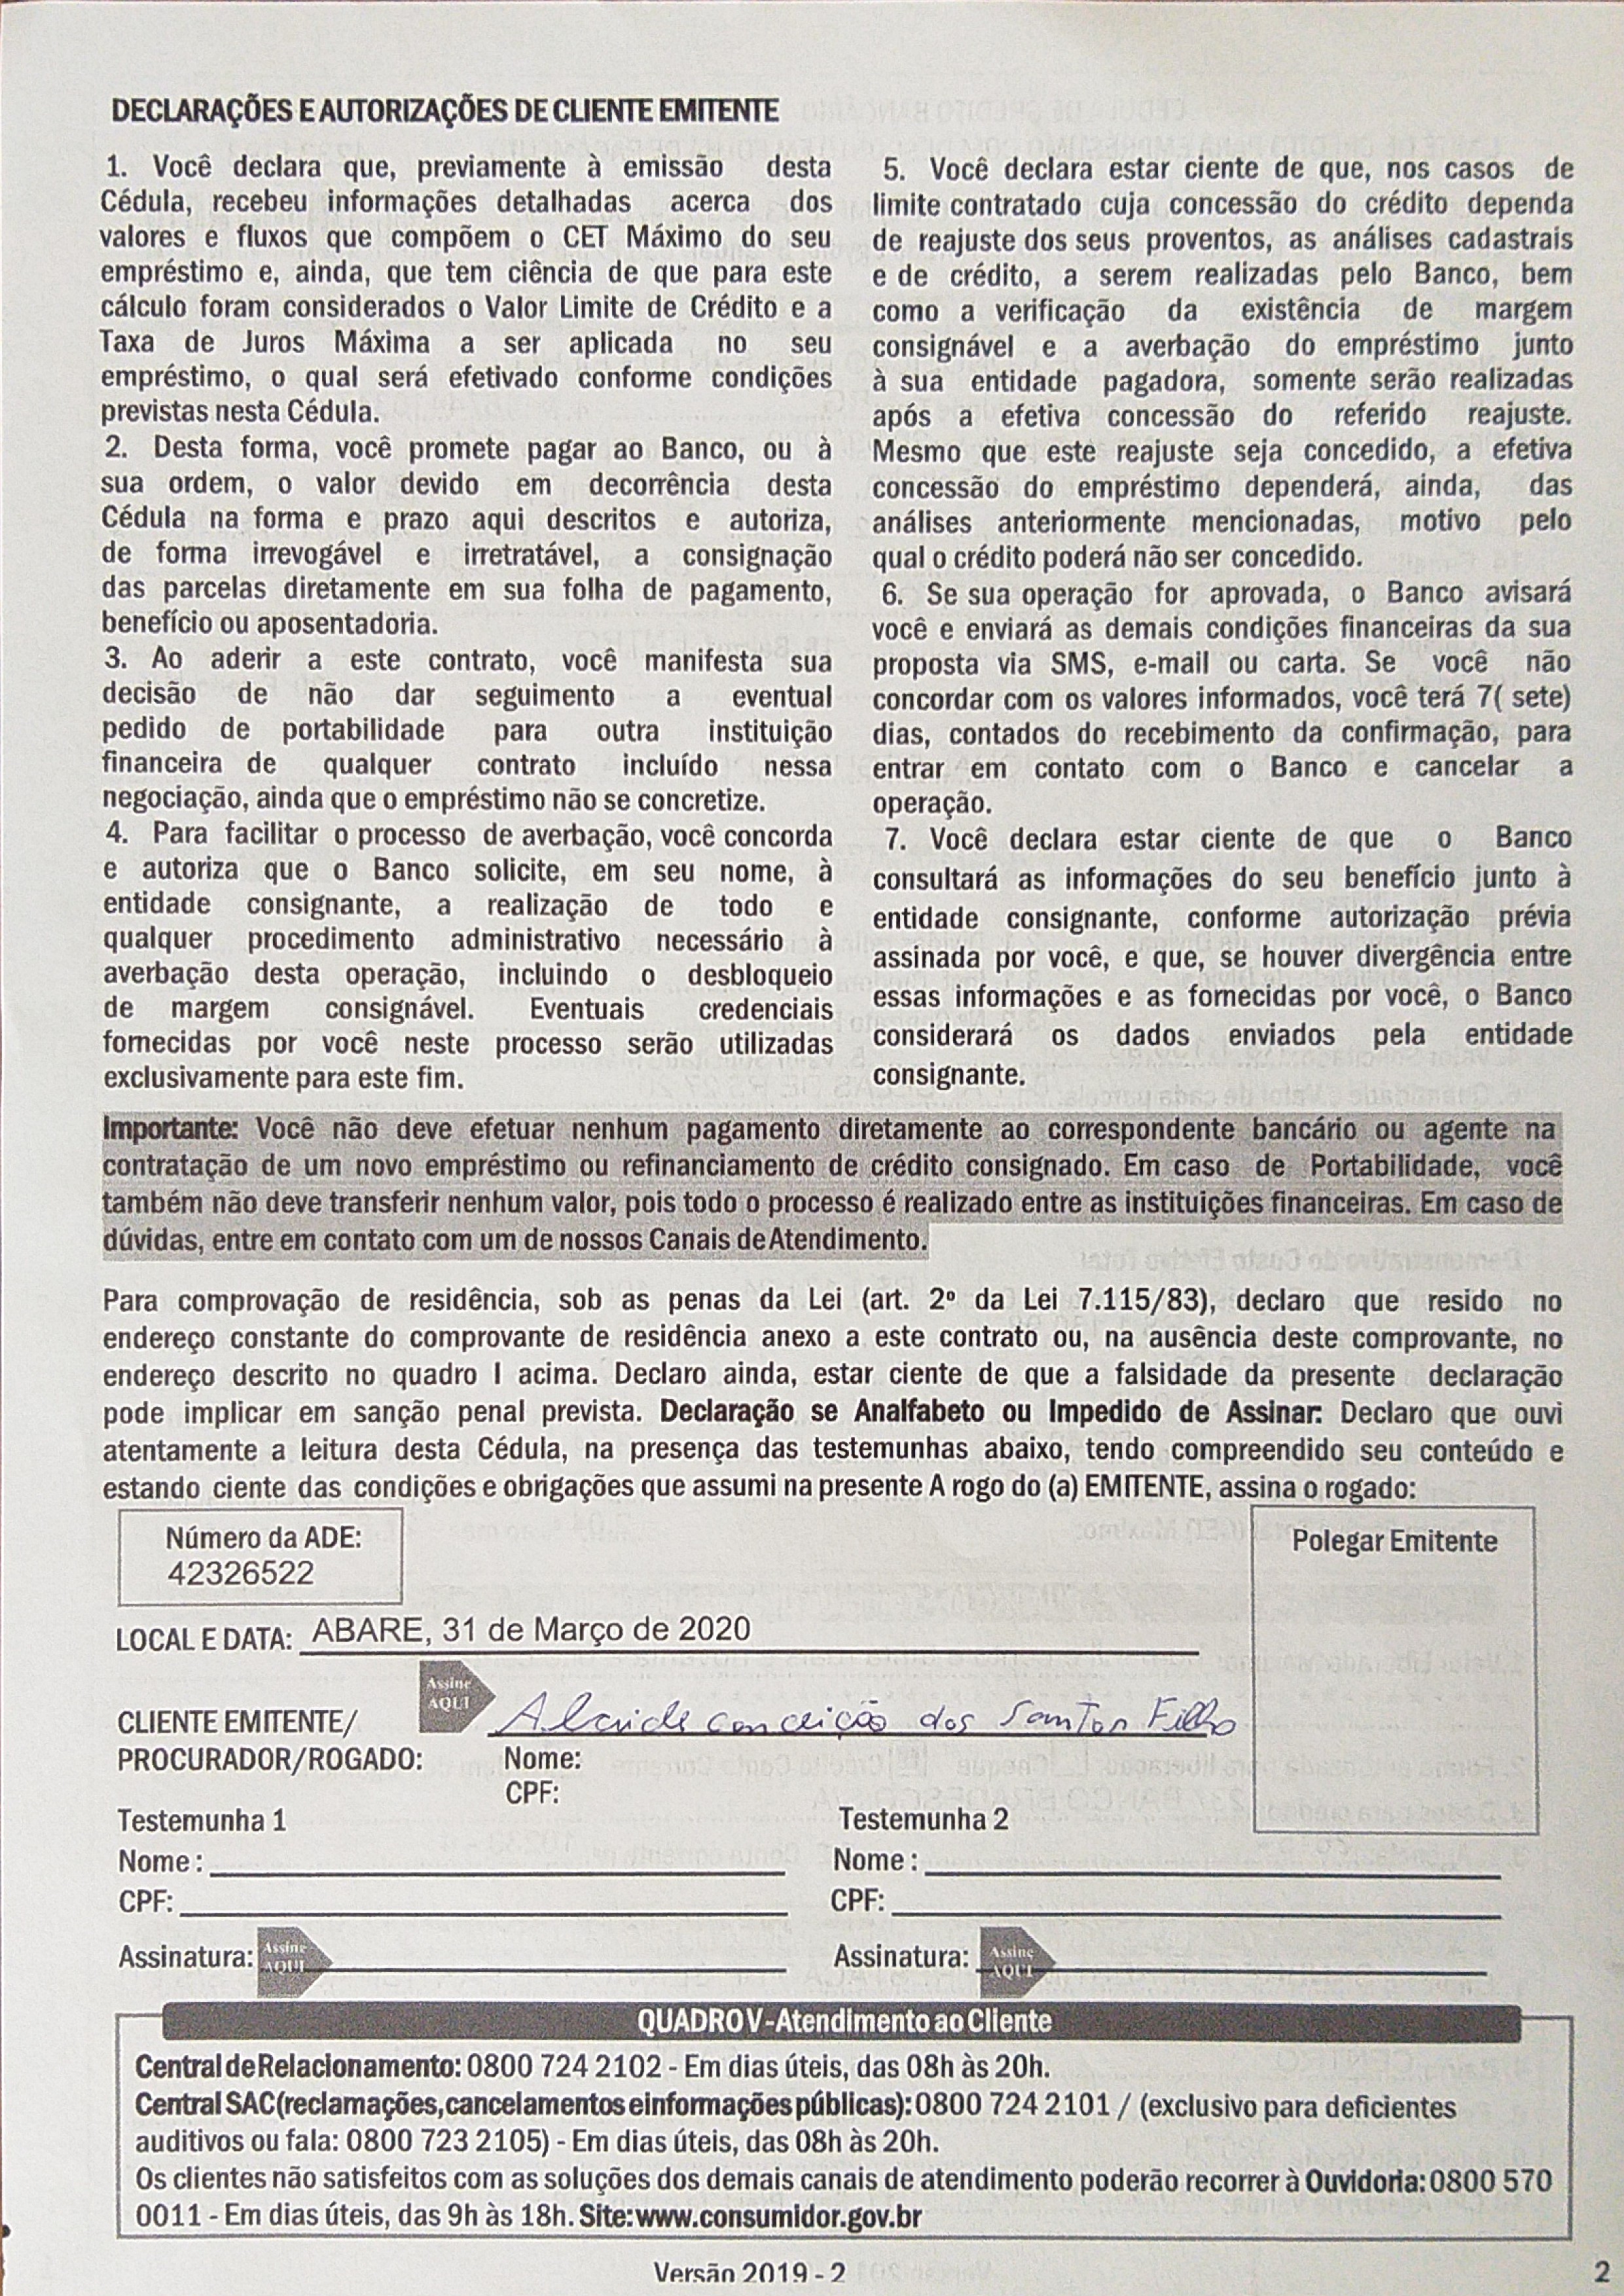 DECLARAÇÕES E AUTORIZAÇÕES DE CLIENTE EMITENTE
1. Você declara que, previamente à emissão desta
Cédula, recebeu informações detalhadas acerca dos
valores e fluxos que compõem o CET Máximo do seu
empréstimo e, ainda, que tem ciência de que para este
cálculo foram considerados o Valor Limite de Crédito e a
Taxa de Juros Máxima a ser aplicada no seu
empréstimo, o qual será efetivado conforme condições
previstas nesta Cédula.
2. Desta forma, você promete pagar ao Banco, ou à
sua ordem, o valor devido em decorrência desta
Cédula na forma e prazo aqui descritos e autoriza,
de forma irrevogável e irretratável, a consignação
das parcelas diretamente em sua folha de pagamento,
benefício ou aposentadoria.
3. Ao aderir a este contrato, você manifesta sua
decisão de não dar seguimento a eventual
pedido de portabilidade para outra instituição
financeira de qualquer contrato incluído nessa
negociação, ainda que o empréstimo não se concretize.
4. Para facilitar o processo de averbação, você concorda
e autoriza que o Banco solicite, em seu nome, à
entidade consignante, a realização de todo e
qualquer procedimento administrativo necessário à
averbação desta operação, incluindo o desbloqueio
de margem consignável. Eventuais credenciais
fornecidas por você neste processo serão utilizadas
exclusivamente para este fim.
5. Você declara estar ciente de que, nos casos de
limite contratado cuja concessão do crédito dependa
de reajuste dos seus proventos, as análises cadastrais
e de crédito, a serem realizadas pelo Banco, bem
como a verificação da existência de margem
consignável e a averbação do empréstimo junto
à sua entidade pagadora, somente serão realizadas
após a efetiva concessão do referido reajuste.
Mesmo que este reajuste seja concedido, a efetiva
concessão do empréstimo dependerá, ainda, das
análises anteriormente mencionadas, motivo pelo
qual o crédito poderá não ser concedido.
6. Se sua operação for aprovada, o Banco avisará
você e enviará as demais condições financeiras da sua
proposta via SMS, e-mail ou carta. Se você não
concordar com os valores informados, você terá 7( sete)
dias, contados do recebimento da confirmação, para
entrar em contato com o Banco e cancelar a
operação.
7. Você declara estar ciente de que o Banco
consultará as informações do seu benefício junto à
entidade consignante, conforme autorização prévia
assinada por você, e que, se houver divergência entre
essas informações e as fornecidas por você, o Banco
considerará os dados enviados pela entidade
consignante.
Importante: Você não deve efetuar nenhum pagamento diretamente ao correspondente bancário ou agente na
contratação de um novo empréstimo ou refinanciamento de crédito consignado. Em caso de Portabilidade, você
também não deve transferir nenhum valor, pois todo o processo é realizado entre as instituições financeiras. Em caso de
dúvidas, entre em contato com um de nossos Canais de Atendimento.
Para comprovação de residência, sob as penas da Lei (art. 2º da Lei 7.115/83), declaro que resido no
endereço constante do comprovante de residência anexo a este contrato ou, na ausência deste comprovante, no
endereço descrito no quadro I acima. Declaro ainda, estar ciente de que a falsidade da presente declaração
pode implicar em sanção penal prevista. Declaração se Analfabeto ou Impedido de Assinar: Declaro que ouvi
atentamente a leitura desta Cédula, na presença das testemunhas abaixo, tendo compreendido seu conteúdo e
estando ciente das condições e obrigações que assumi na presente A rogo do (a) EMITENTE, assina o rogado:
Número da ADE:
42326522
Polegar Emitente
LOCAL E DATA: ABARE, 31 de Março de 2020
Assine
AQUI
CLIENTE EMITENTE/ Alcide conceição dos Santos Filho
PROCURADOR/ROGADO: Nome:
CPF:
Testemunha 1 Testemunha 2
Nome : Nome :
CPF: CPF:
Assinatura: Assine AQUI Assinatura: Assine AQUI
QUADRO V - Atendimento ao Cliente
Central de Relacionamento: 0800 724 2102 - Em dias úteis, das 08h às 20h.
Central SAC (reclamações, cancelamentos e informações públicas): 0800 724 2101 / (exclusivo para deficientes
auditivos ou fala: 0800 723 2105) - Em dias úteis, das 08h às 20h.
Os clientes não satisfeitos com as soluções dos demais canais de atendimento poderão recorrer à Ouvidoria: 0800 570
0011 - Em dias úteis, das 9h às 18h. Site: www.consumidor.gov.br
Versão 2019 - 2
2